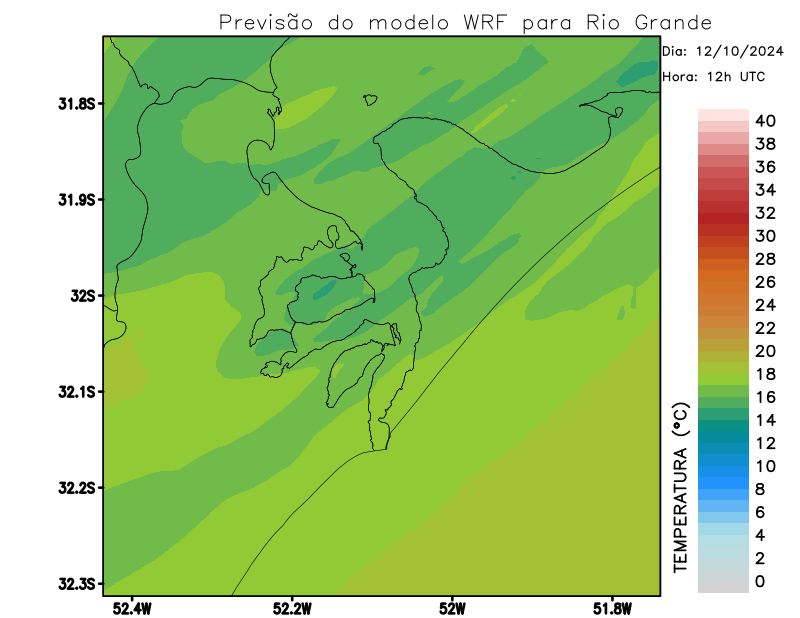 Previsão do modelo WRF para Rio Grande
Dia: 12/10/2024
Hora: 12h UTC
31.8S
31.9S
32S
32.1S
32.2S
32.3S
52.4W
52.2W
52W
51.8W
TEMPERATURA (°C)
40
38
36
34
32
30
28
26
24
22
20
18
16
14
12
10
8
6
4
2
0